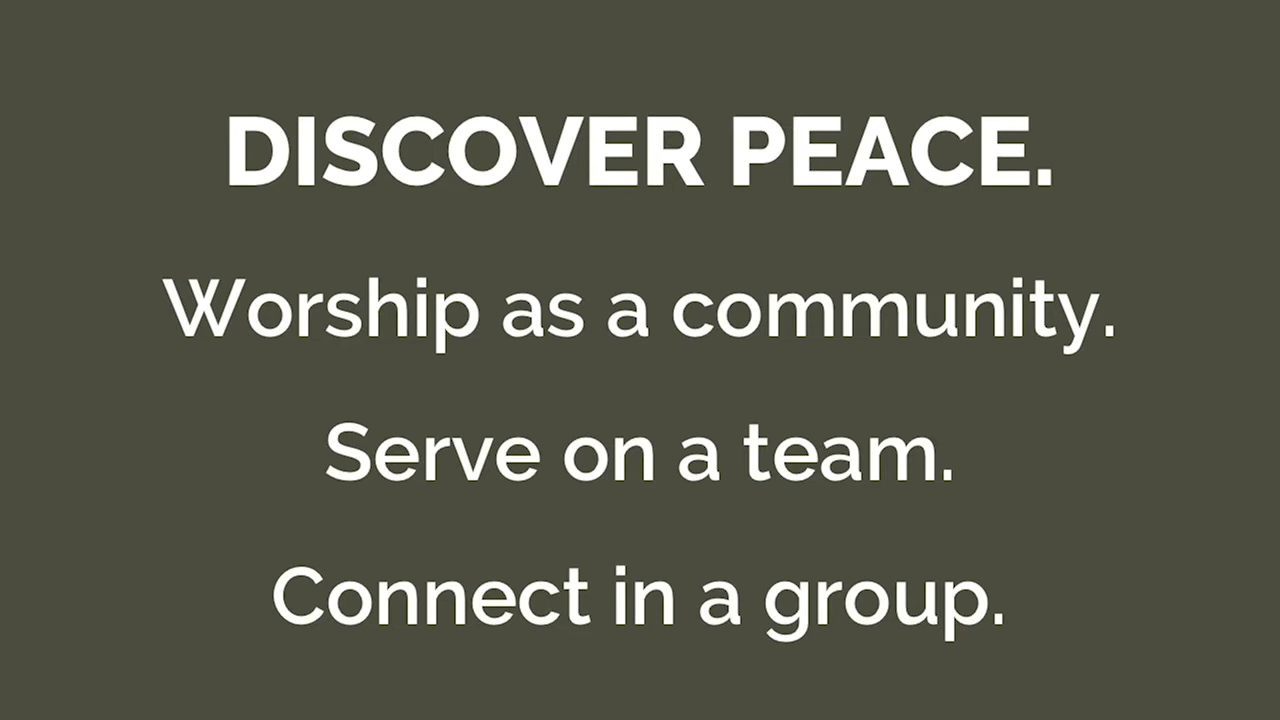 DISCOVER PEACE.
Worship as a community.
Serve on a team.
Connect in a group.